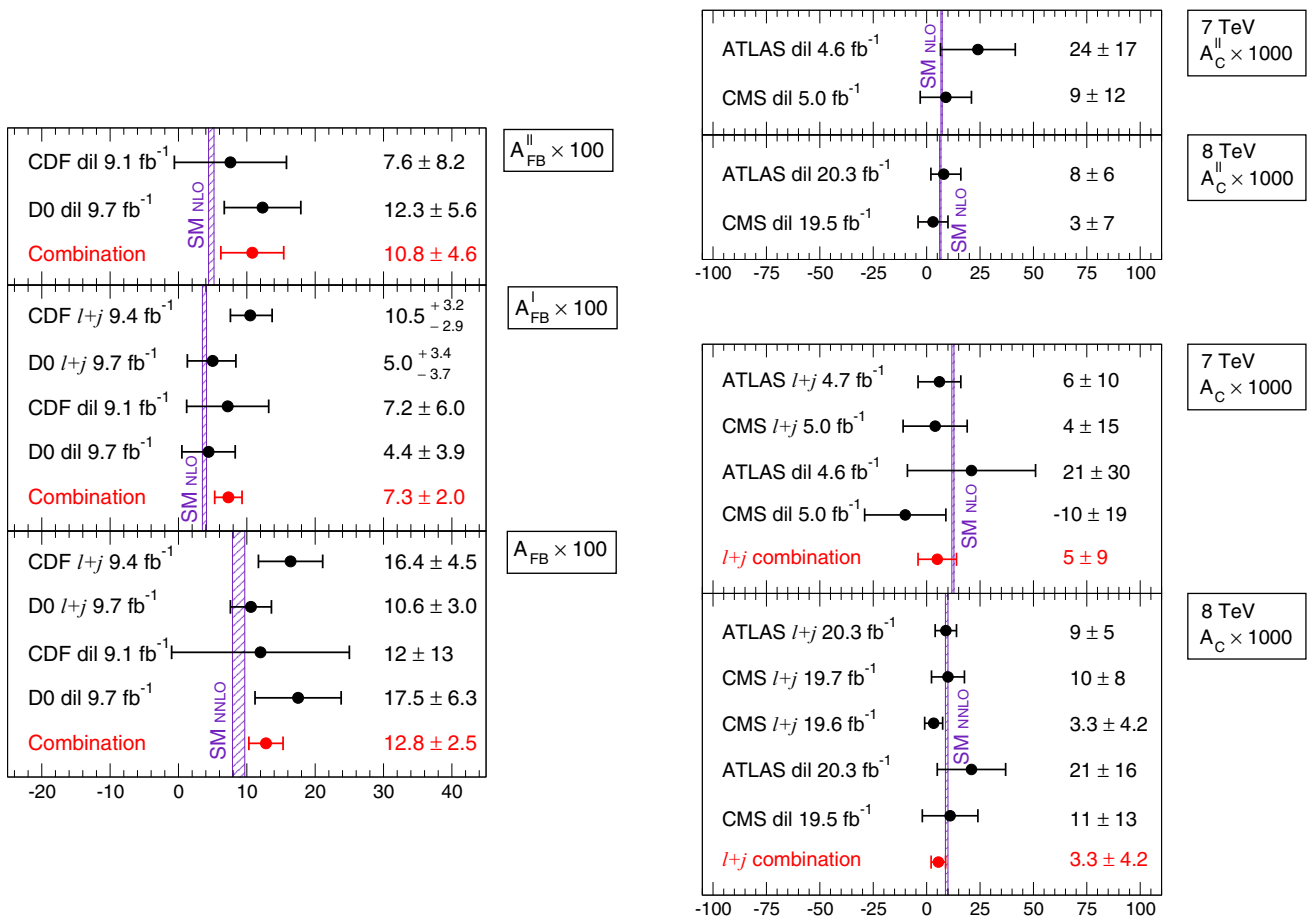 CDF dil 9.1 fb-1 7.6 ± 8.2
D0 dil 9.7 fb-1 12.3 ± 5.6
Combination 10.8 ± 4.6
SM NLO
A^ll_FB × 100
CDF l+j 9.4 fb-1 10.5 +3.2 −2.9
D0 l+j 9.7 fb-1 5.0 +3.4 −3.7
CDF dil 9.1 fb-1 7.2 ± 6.0
D0 dil 9.7 fb-1 4.4 ± 3.9
Combination 7.3 ± 2.0
SM NLO
A^l_FB × 100
CDF l+j 9.4 fb-1 16.4 ± 4.5
D0 l+j 9.7 fb-1 10.6 ± 3.0
CDF dil 9.1 fb-1 12 ± 13
D0 dil 9.7 fb-1 17.5 ± 6.3
Combination 12.8 ± 2.5
SM NNLO
A_FB × 100
-20 -10 0 10 20 30 40
ATLAS dil 4.6 fb-1 24 ± 17
CMS dil 5.0 fb-1 9 ± 12
SM NLO
7 TeV
A^ll_C × 1000
ATLAS dil 20.3 fb-1 8 ± 6
CMS dil 19.5 fb-1 3 ± 7
SM NLO
8 TeV
A^ll_C × 1000
-100 -75 -50 -25 0 25 50 75 100
ATLAS l+j 4.7 fb-1 6 ± 10
CMS l+j 5.0 fb-1 4 ± 15
ATLAS dil 4.6 fb-1 21 ± 30
CMS dil 5.0 fb-1 -10 ± 19
l+j combination 5 ± 9
SM NLO
7 TeV
A_C × 1000
ATLAS l+j 20.3 fb-1 9 ± 5
CMS l+j 19.7 fb-1 10 ± 8
CMS l+j 19.6 fb-1 3.3 ± 4.2
ATLAS dil 20.3 fb-1 21 ± 16
CMS dil 19.5 fb-1 11 ± 13
l+j combination 3.3 ± 4.2
SM NNLO
8 TeV
A_C × 1000
-100 -75 -50 -25 0 25 50 75 100